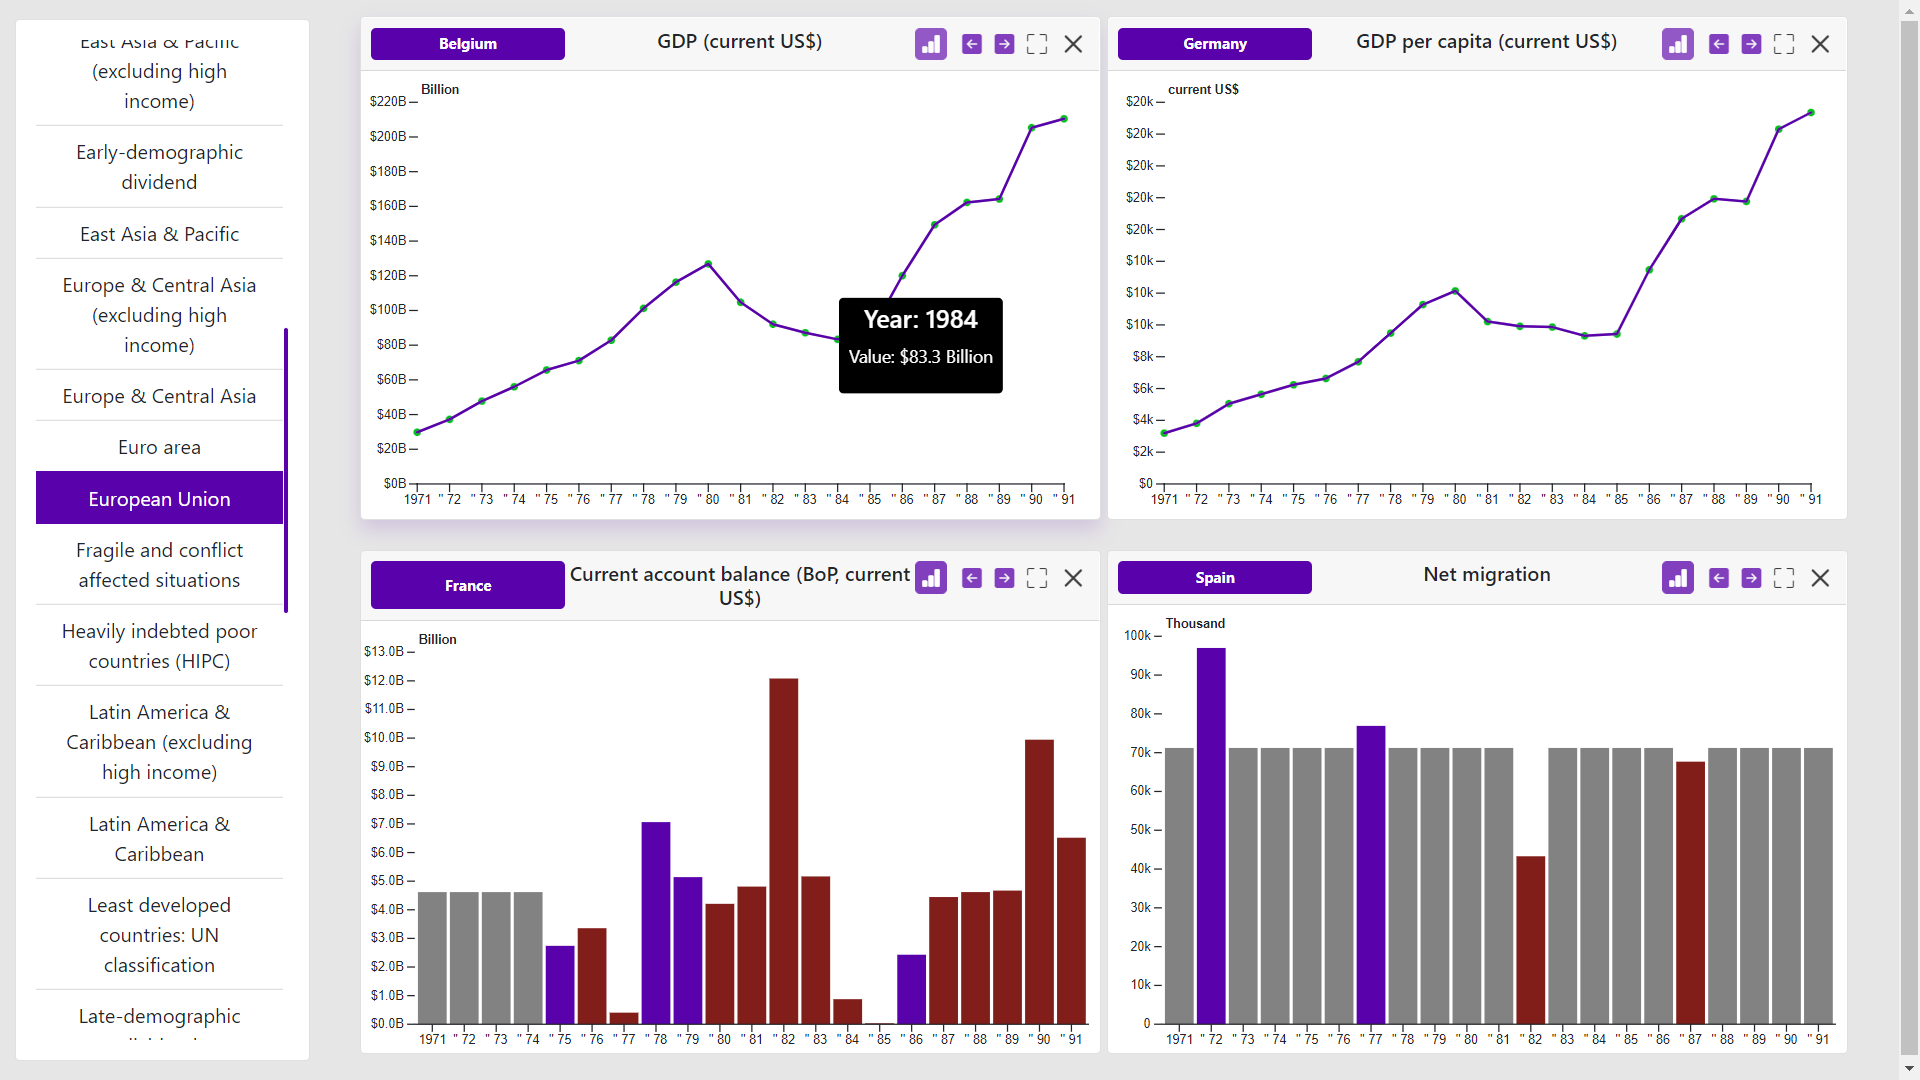 East Asia & Pacific
(excluding high
income)
Early-demographic
dividend
East Asia & Pacific
Europe & Central Asia
(excluding high
income)
Europe & Central Asia
Euro area
European Union
Fragile and conflict
affected situations
Heavily indebted poor
countries (HIPC)
Latin America &
Caribbean (excluding
high income)
Latin America &
Caribbean
Least developed
countries: UN
classification
Late-demographic
Belgium
GDP (current US$)
Billion
$220B
$200B
$180B
$160B
$140B
$120B
$100B
$80B
$60B
$40B
$20B
$0B
Year: 1984
Value: $83.3 Billion
1971 " 72 " 73 " 74 " 75 " 76 " 77 " 78 " 79 " 80 " 81 " 82 " 83 " 84 " 85 " 86 " 87 " 88 " 89 " 90 " 91
Germany
GDP per capita (current US$)
current US$
$20k
$20k
$20k
$20k
$20k
$10k
$10k
$10k
$8k
$6k
$4k
$2k
$0
1971 " 72 " 73 " 74 " 75 " 76 " 77 " 78 " 79 " 80 " 81 " 82 " 83 " 84 " 85 " 86 " 87 " 88 " 89 " 90 " 91
France
Current account balance (BoP, current
US$)
Billion
$13.0B
$12.0B
$11.0B
$10.0B
$9.0B
$8.0B
$7.0B
$6.0B
$5.0B
$4.0B
$3.0B
$2.0B
$1.0B
$0.0B
1971 " 72 " 73 " 74 " 75 " 76 " 77 " 78 " 79 " 80 " 81 " 82 " 83 " 84 " 85 " 86 " 87 " 88 " 89 " 90 " 91
Spain
Net migration
Thousand
100k
90k
80k
70k
60k
50k
40k
30k
20k
10k
0
1971 " 72 " 73 " 74 " 75 " 76 " 77 " 78 " 79 " 80 " 81 " 82 " 83 " 84 " 85 " 86 " 87 " 88 " 89 " 90 " 91